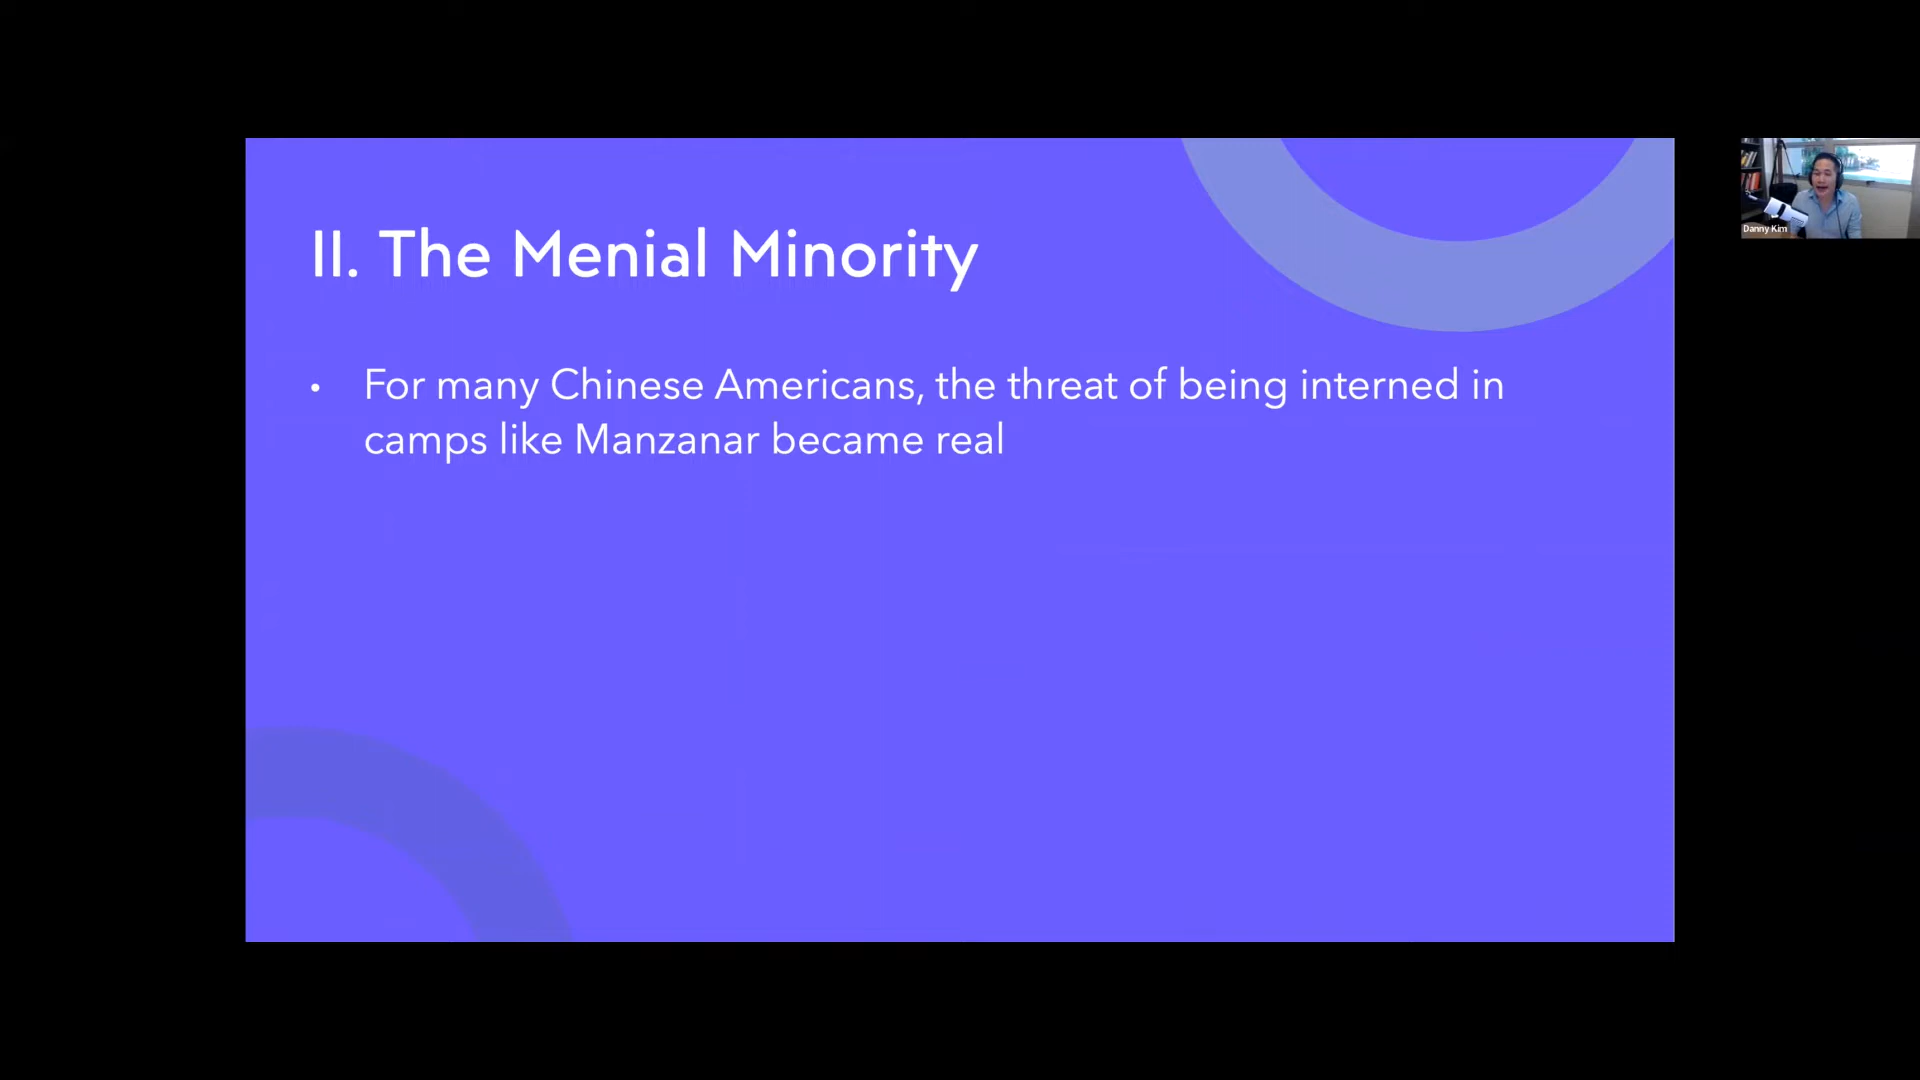 II. The Menial Minority
• For many Chinese Americans, the threat of being interned in
camps like Manzanar became real
Danny Kim